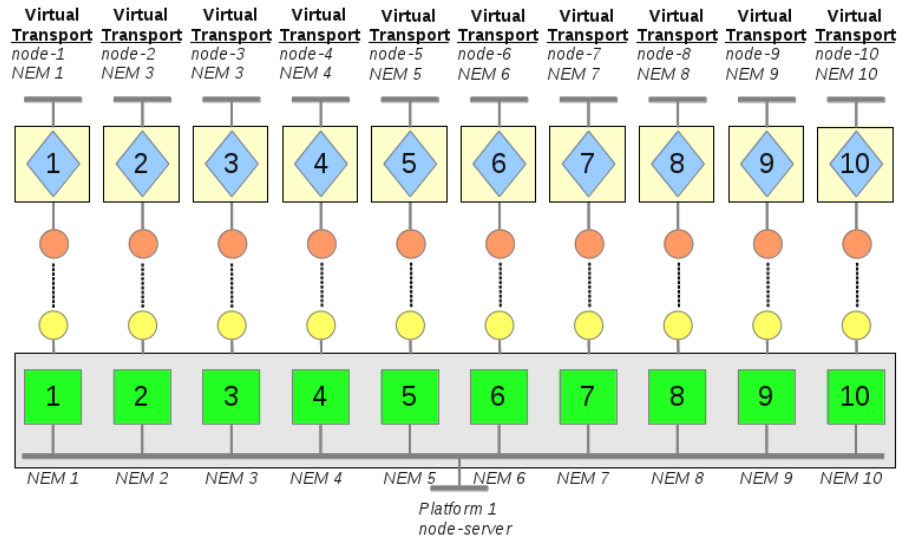 Virtual Virtual Virtual Virtual Virtual Virtual Virtual Virtual Virtual Virtual
Transport Transport Transport Transport Transport Transport Transport Transport Transport Transport
node-1 node-2 node-3 node-4 node-5 node-6 node-7 node-8 node-9 node-10
NEM 1 NEM 3 NEM 3 NEM 4 NEM 5 NEM 6 NEM 7 NEM 8 NEM 9 NEM 10
1 2 3 4 5 6 7 8 9 10
1 2 3 4 5 6 7 8 9 10
NEM 1 NEM 2 NEM 3 NEM 4 NEM 5 NEM 6 NEM 7 NEM 8 NEM 9 NEM 10
Platform 1
node-server